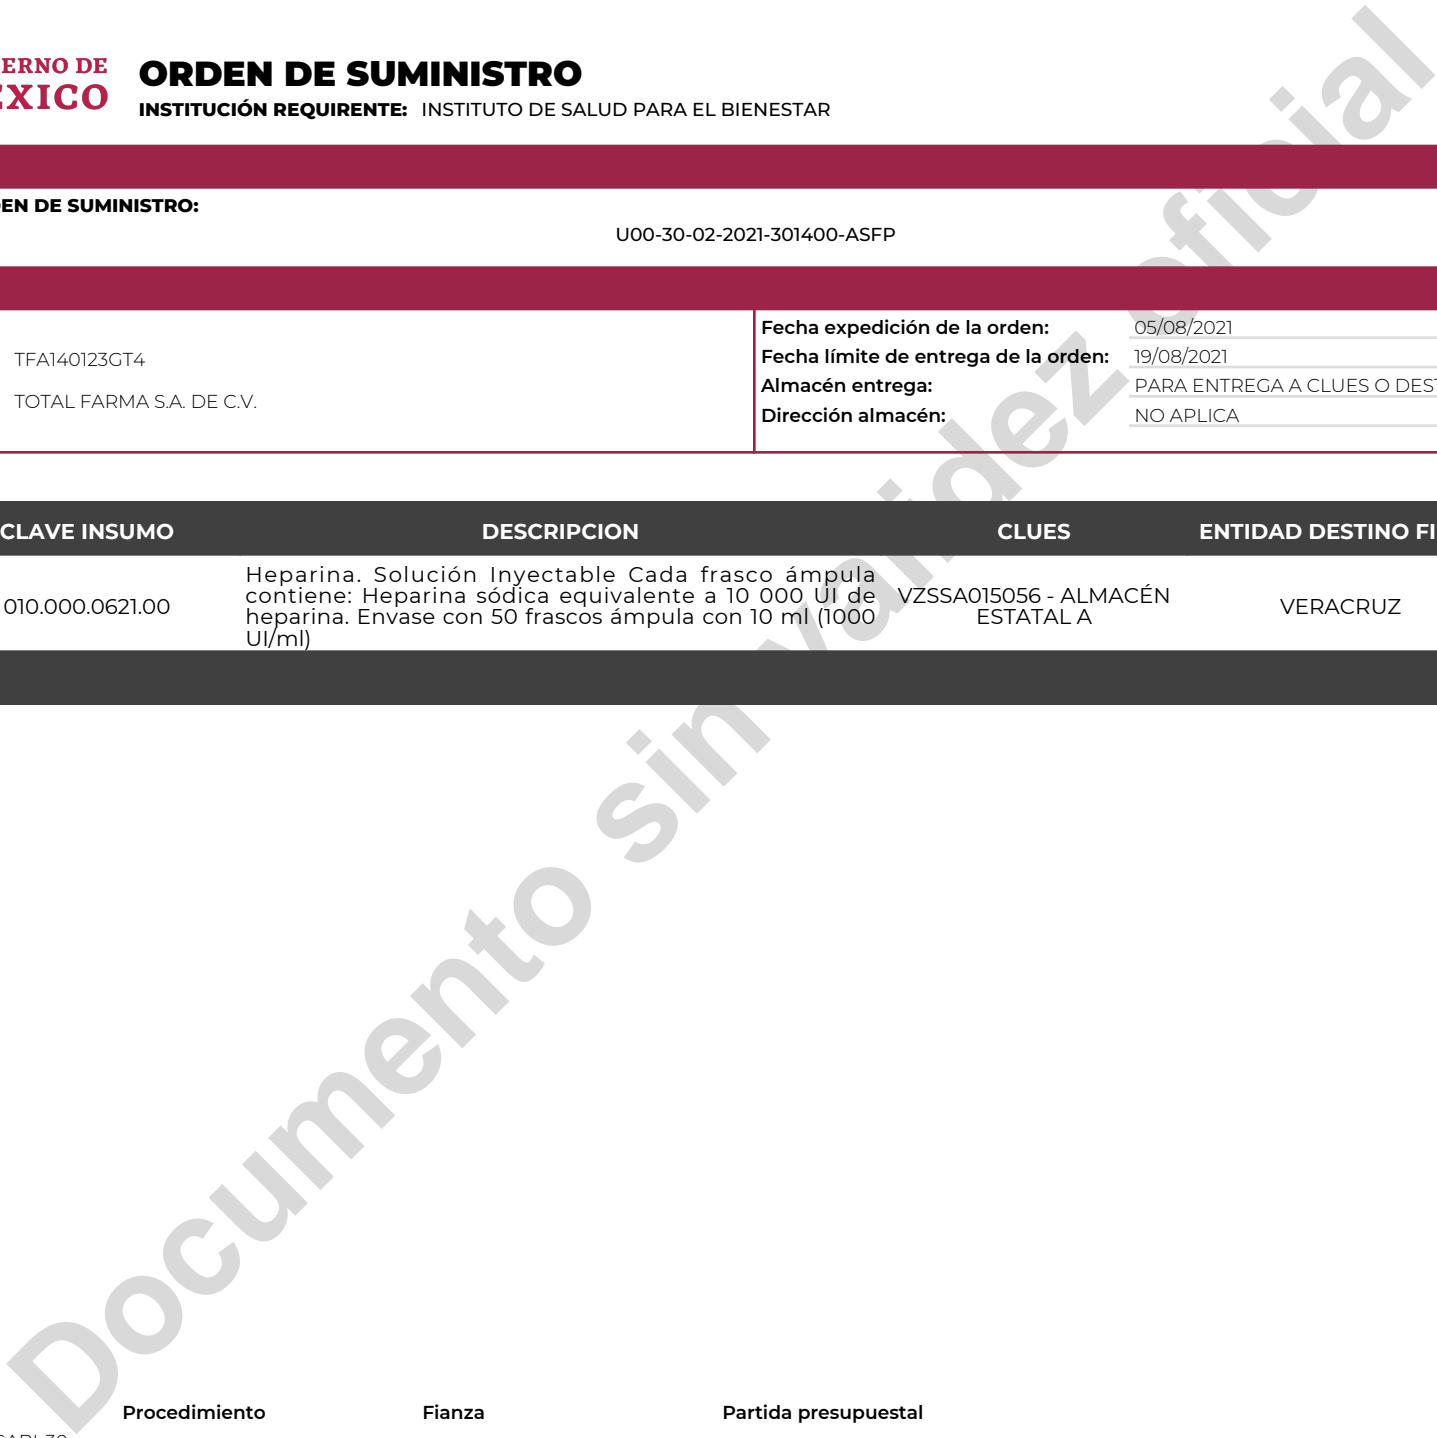 ERNO DE
EXICO
ORDEN DE SUMINISTRO
INSTITUCIÓN REQUIRENTE: INSTITUTO DE SALUD PARA EL BIENESTAR
EN DE SUMINISTRO:
U00-30-02-2021-301400-ASFP
TFA140123GT4
TOTAL FARMA S.A. DE C.V.
Fecha expedición de la orden: 05/08/2021
Fecha límite de entrega de la orden: 19/08/2021
Almacén entrega: PARA ENTREGA A CLUES O DEST
Dirección almacén: NO APLICA
CLAVE INSUMO DESCRIPCION CLUES ENTIDAD DESTINO FI
010.000.0621.00
Heparina. Solución Inyectable Cada frasco ámpula
contiene: Heparina sódica equivalente a 10 000 UI de
heparina. Envase con 50 frascos ámpula con 10 ml (1000
UI/ml)
VZSSA015056 - ALMACÉN
ESTATAL A
VERACRUZ
Documento sin validez oficial
Procedimiento Fianza Partida presupuestal